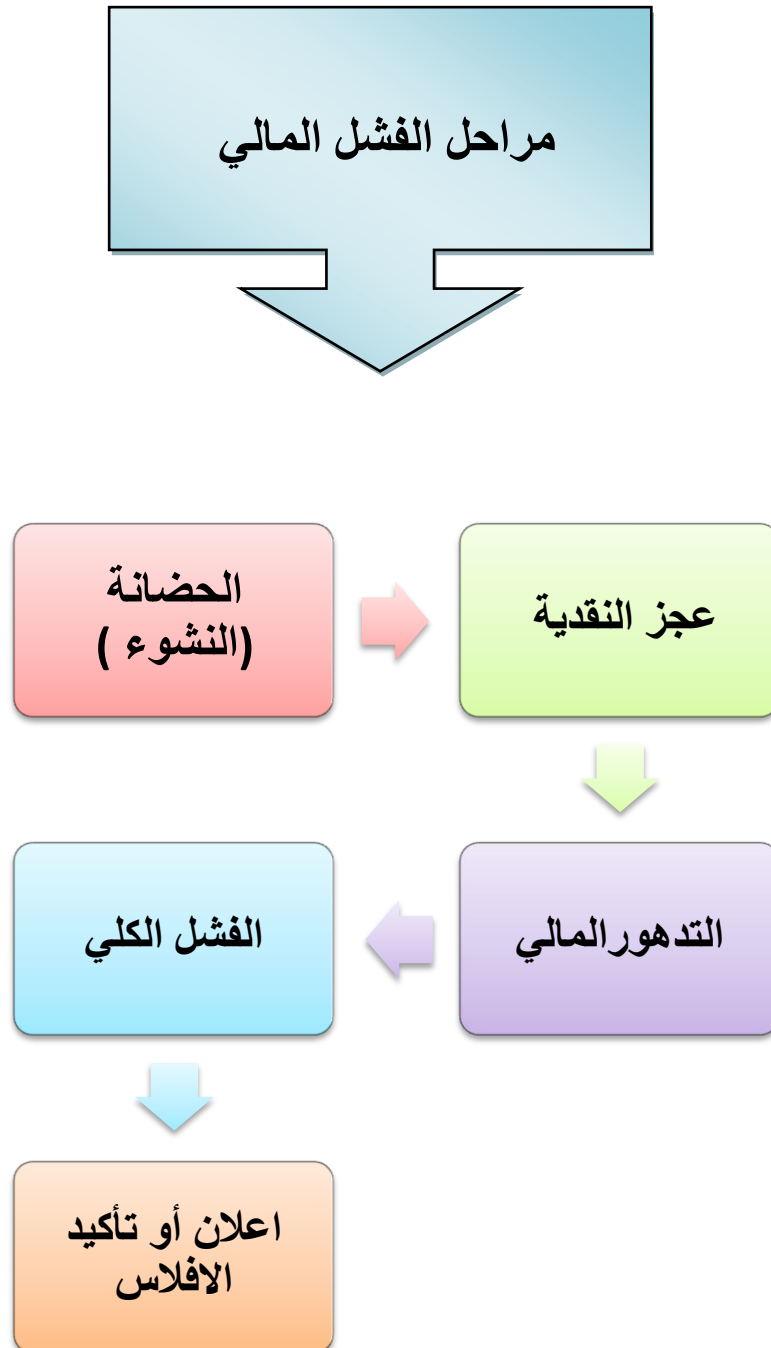 مراحل الفشل المالي
الحضانة
(النشوء )
عجز النقدية
التدهورالمالي
الفشل الكلي
اعلان أو تأكيد
الافلاس